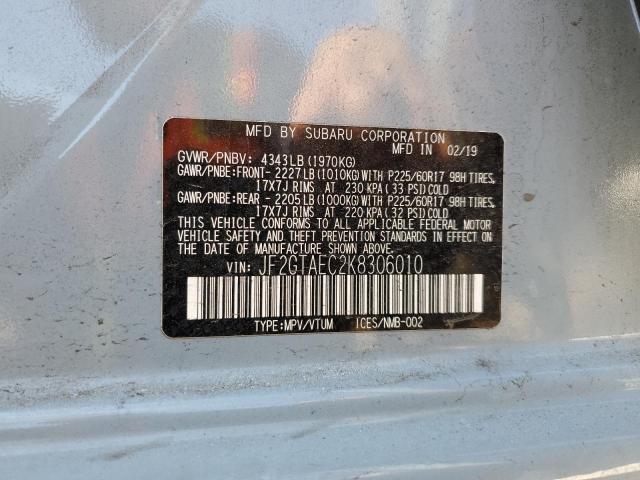 MFD BY SUBARU CORPORATION
MFD. IN 02/19
GVWR/PNBV: 4343LB(1970KG)
GAWR/PNBE:FRONT- 2227LB(1010KG)WITH P225/60R17 98H TIRES,
17X7J RIMS AT 230 KPA (33 PSI)COLD
GAWR/PNBE:REAR - 2205LB(1000KG)WITH P225/60R17 98H TIRES,
17X7J RIMS AT 220 KPA (32 PSI)COLD
THIS VEHICLE CONFORMS TO ALL APPLICABLE FEDERAL MOTOR
VEHICLE SAFETY AND THEFT PREVENTION STANDARDS IN EFFECT ON
THE DATE OF MANUFACTURE SHOWN ABOVE.
VIN: JF2GTAEC2K8306010
TYPE:MPV/VTUM ICES/NMB-002